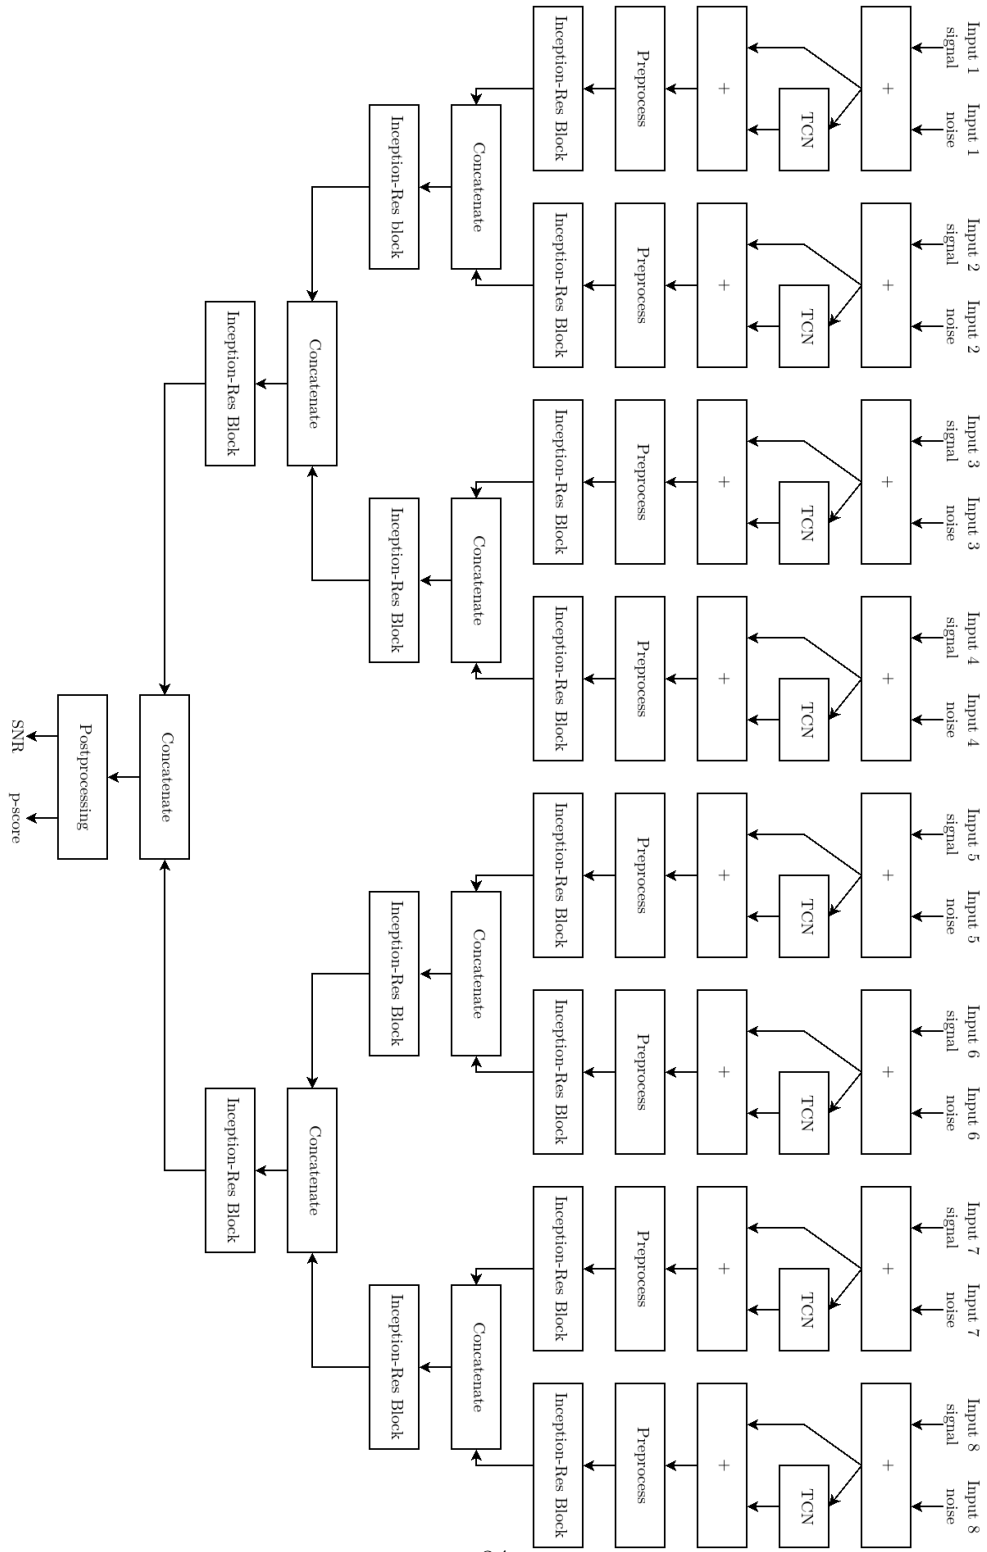 Input 1
signal
Input 1
noise
Input 2
signal
Input 2
noise
Input 3
signal
Input 3
noise
Input 4
signal
Input 4
noise
Input 5
signal
Input 5
noise
Input 6
signal
Input 6
noise
Input 7
signal
Input 7
noise
Input 8
signal
Input 8
noise
+
+
+
+
+
+
+
+
TCN
TCN
TCN
TCN
TCN
TCN
TCN
TCN
+
+
+
+
+
+
+
+
Preprocess
Preprocess
Preprocess
Preprocess
Preprocess
Preprocess
Preprocess
Preprocess
Inception-Res Block
Inception-Res Block
Inception-Res Block
Inception-Res Block
Inception-Res Block
Inception-Res Block
Inception-Res Block
Inception-Res Block
Concatenate
Concatenate
Concatenate
Concatenate
Inception-Res block
Inception-Res Block
Inception-Res Block
Inception-Res Block
Concatenate
Concatenate
Inception-Res Block
Inception-Res Block
Concatenate
Postprocessing
SNR
p-score